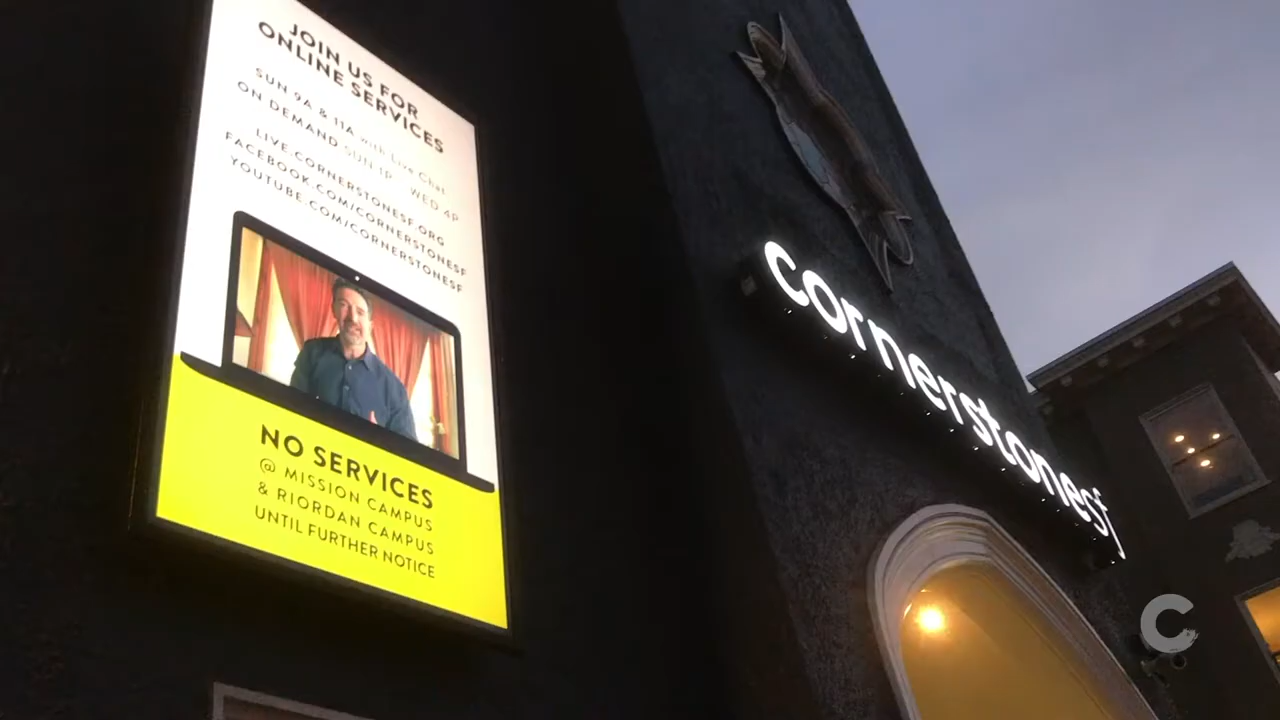 JOIN US FOR
ONLINE SERVICES
SUN 9A & 11A with Live Chat
ON DEMAND SUN 1P WED 4P
LIVE.CORNERSTONESF.ORG
FACEBOOK.COM/CORNERSTONESF
YOUTUBE.COM/CORNERSTONESF
NO SERVICES
@ MISSION CAMPUS
& RIORDAN CAMPUS
UNTIL FURTHER NOTICE
cornerstonesf
C